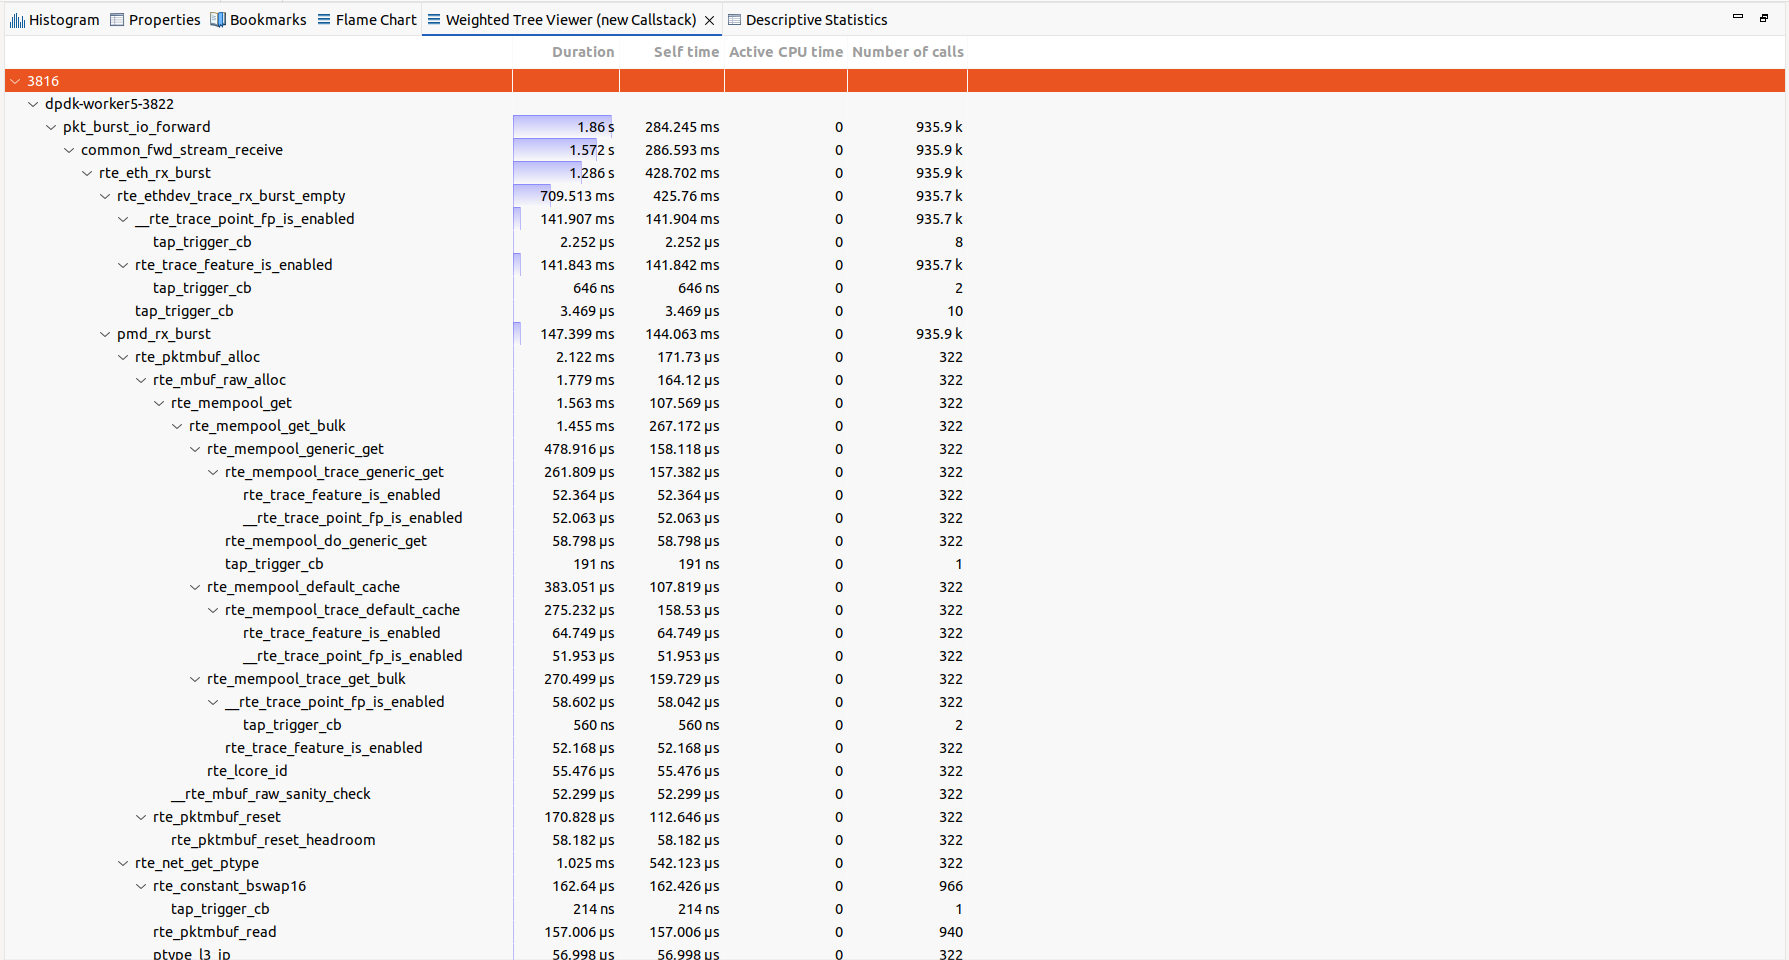 Histogram Properties Bookmarks Flame Chart Weighted Tree Viewer (new Callstack) Descriptive Statistics
Duration Self time Active CPU time Number of calls
3816
dpdk-worker5-3822
pkt_burst_io_forward 1.86 s 284.245 ms 0 935.9 k
common_fwd_stream_receive 1.572 s 286.593 ms 0 935.9 k
rte_eth_rx_burst 1.286 s 428.702 ms 0 935.9 k
rte_ethdev_trace_rx_burst_empty 709.513 ms 425.76 ms 0 935.7 k
__rte_trace_point_fp_is_enabled 141.907 ms 141.904 ms 0 935.7 k
tap_trigger_cb 2.252 µs 2.252 µs 0 8
rte_trace_feature_is_enabled 141.843 ms 141.842 ms 0 935.7 k
tap_trigger_cb 646 ns 646 ns 0 2
tap_trigger_cb 3.469 µs 3.469 µs 0 10
pmd_rx_burst 147.399 ms 144.063 ms 0 935.9 k
rte_pktmbuf_alloc 2.122 ms 171.73 µs 0 322
rte_mbuf_raw_alloc 1.779 ms 164.12 µs 0 322
rte_mempool_get 1.563 ms 107.569 µs 0 322
rte_mempool_get_bulk 1.455 ms 267.172 µs 0 322
rte_mempool_generic_get 478.916 µs 158.118 µs 0 322
rte_mempool_trace_generic_get 261.809 µs 157.382 µs 0 322
rte_trace_feature_is_enabled 52.364 µs 52.364 µs 0 322
__rte_trace_point_fp_is_enabled 52.063 µs 52.063 µs 0 322
rte_mempool_do_generic_get 58.798 µs 58.798 µs 0 322
tap_trigger_cb 191 ns 191 ns 0 1
rte_mempool_default_cache 383.051 µs 107.819 µs 0 322
rte_mempool_trace_default_cache 275.232 µs 158.53 µs 0 322
rte_trace_feature_is_enabled 64.749 µs 64.749 µs 0 322
__rte_trace_point_fp_is_enabled 51.953 µs 51.953 µs 0 322
rte_mempool_trace_get_bulk 270.499 µs 159.729 µs 0 322
__rte_trace_point_fp_is_enabled 58.602 µs 58.042 µs 0 322
tap_trigger_cb 560 ns 560 ns 0 2
rte_trace_feature_is_enabled 52.168 µs 52.168 µs 0 322
rte_lcore_id 55.476 µs 55.476 µs 0 322
__rte_mbuf_raw_sanity_check 52.299 µs 52.299 µs 0 322
rte_pktmbuf_reset 170.828 µs 112.646 µs 0 322
rte_pktmbuf_reset_headroom 58.182 µs 58.182 µs 0 322
rte_net_get_ptype 1.025 ms 542.123 µs 0 322
rte_constant_bswap16 162.64 µs 162.426 µs 0 966
tap_trigger_cb 214 ns 214 ns 0 1
rte_pktmbuf_read 157.006 µs 157.006 µs 0 940
ptype_l3_ip 56.998 µs 56.998 µs 0 322